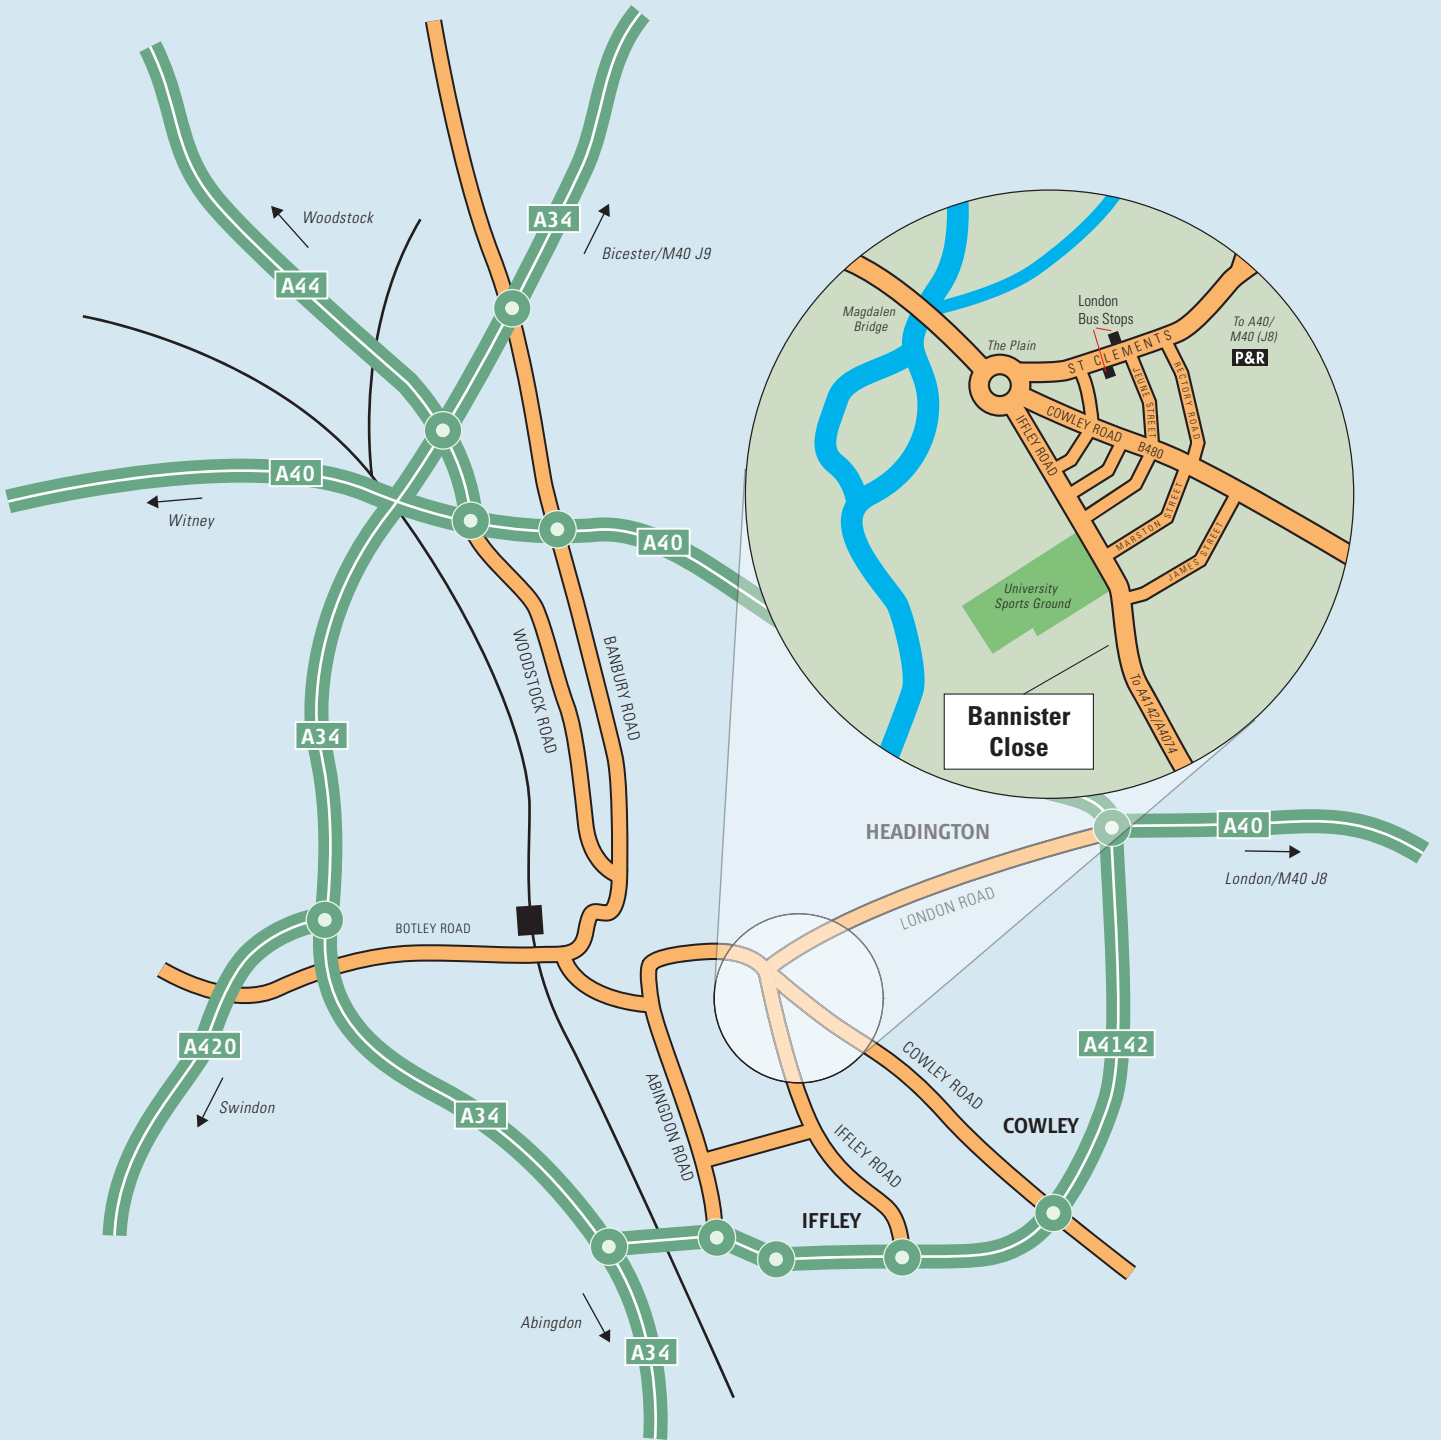 Woodstock
A34
Bicester/M40 J9
A44
Magdalen
Bridge
The Plain
London
Bus Stops
To A40/
M40 (J8)
P&R
ST CLEMENTS
JEUNE STREET
RECTORY ROAD
COWLEY ROAD
B480
IFFLEY ROAD
MARSTON STREET
JAMES STREET
University
Sports Ground
To A4142/A4074
Bannister
Close
A40
Witney
A40
WOODSTOCK ROAD
BANBURY ROAD
A34
HEADINGTON
A40
London/M40 J8
LONDON ROAD
BOTLEY ROAD
A420
A4142
Swindon
A34
ABINGDON ROAD
COWLEY ROAD
COWLEY
IFFLEY ROAD
IFFLEY
Abingdon
A34